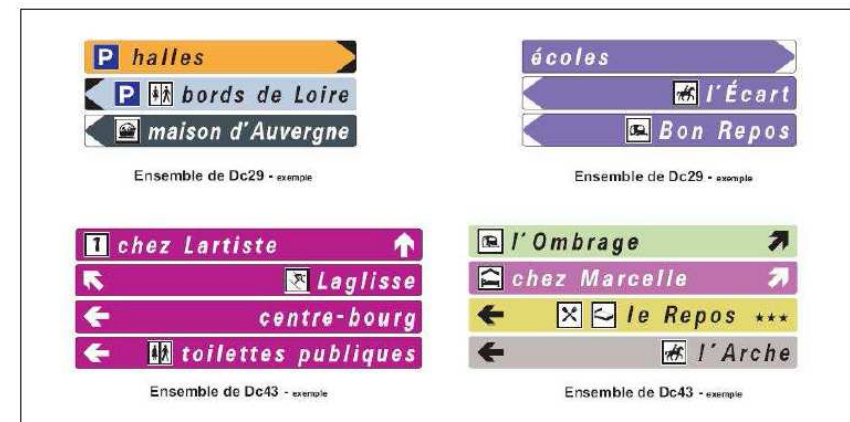 P halles
P bords de Loire
maison d'Auvergne
Ensemble de Dc29 - exemple
écoles
l'Écart
Bon Repos
Ensemble de Dc29 - exemple
chez Lartiste
Laglisse
centre-bourg
toilettes publiques
Ensemble de Dc43 - exemple
l'Ombrage
chez Marcelle
le Repos ★★★
l'Arche
Ensemble de Dc43 - exemple